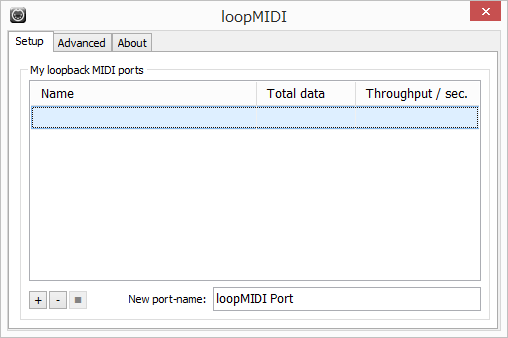 loopMIDI
Setup Advanced About
My loopback MIDI ports
Name Total data Throughput / sec.
+ - New port-name: loopMIDI Port